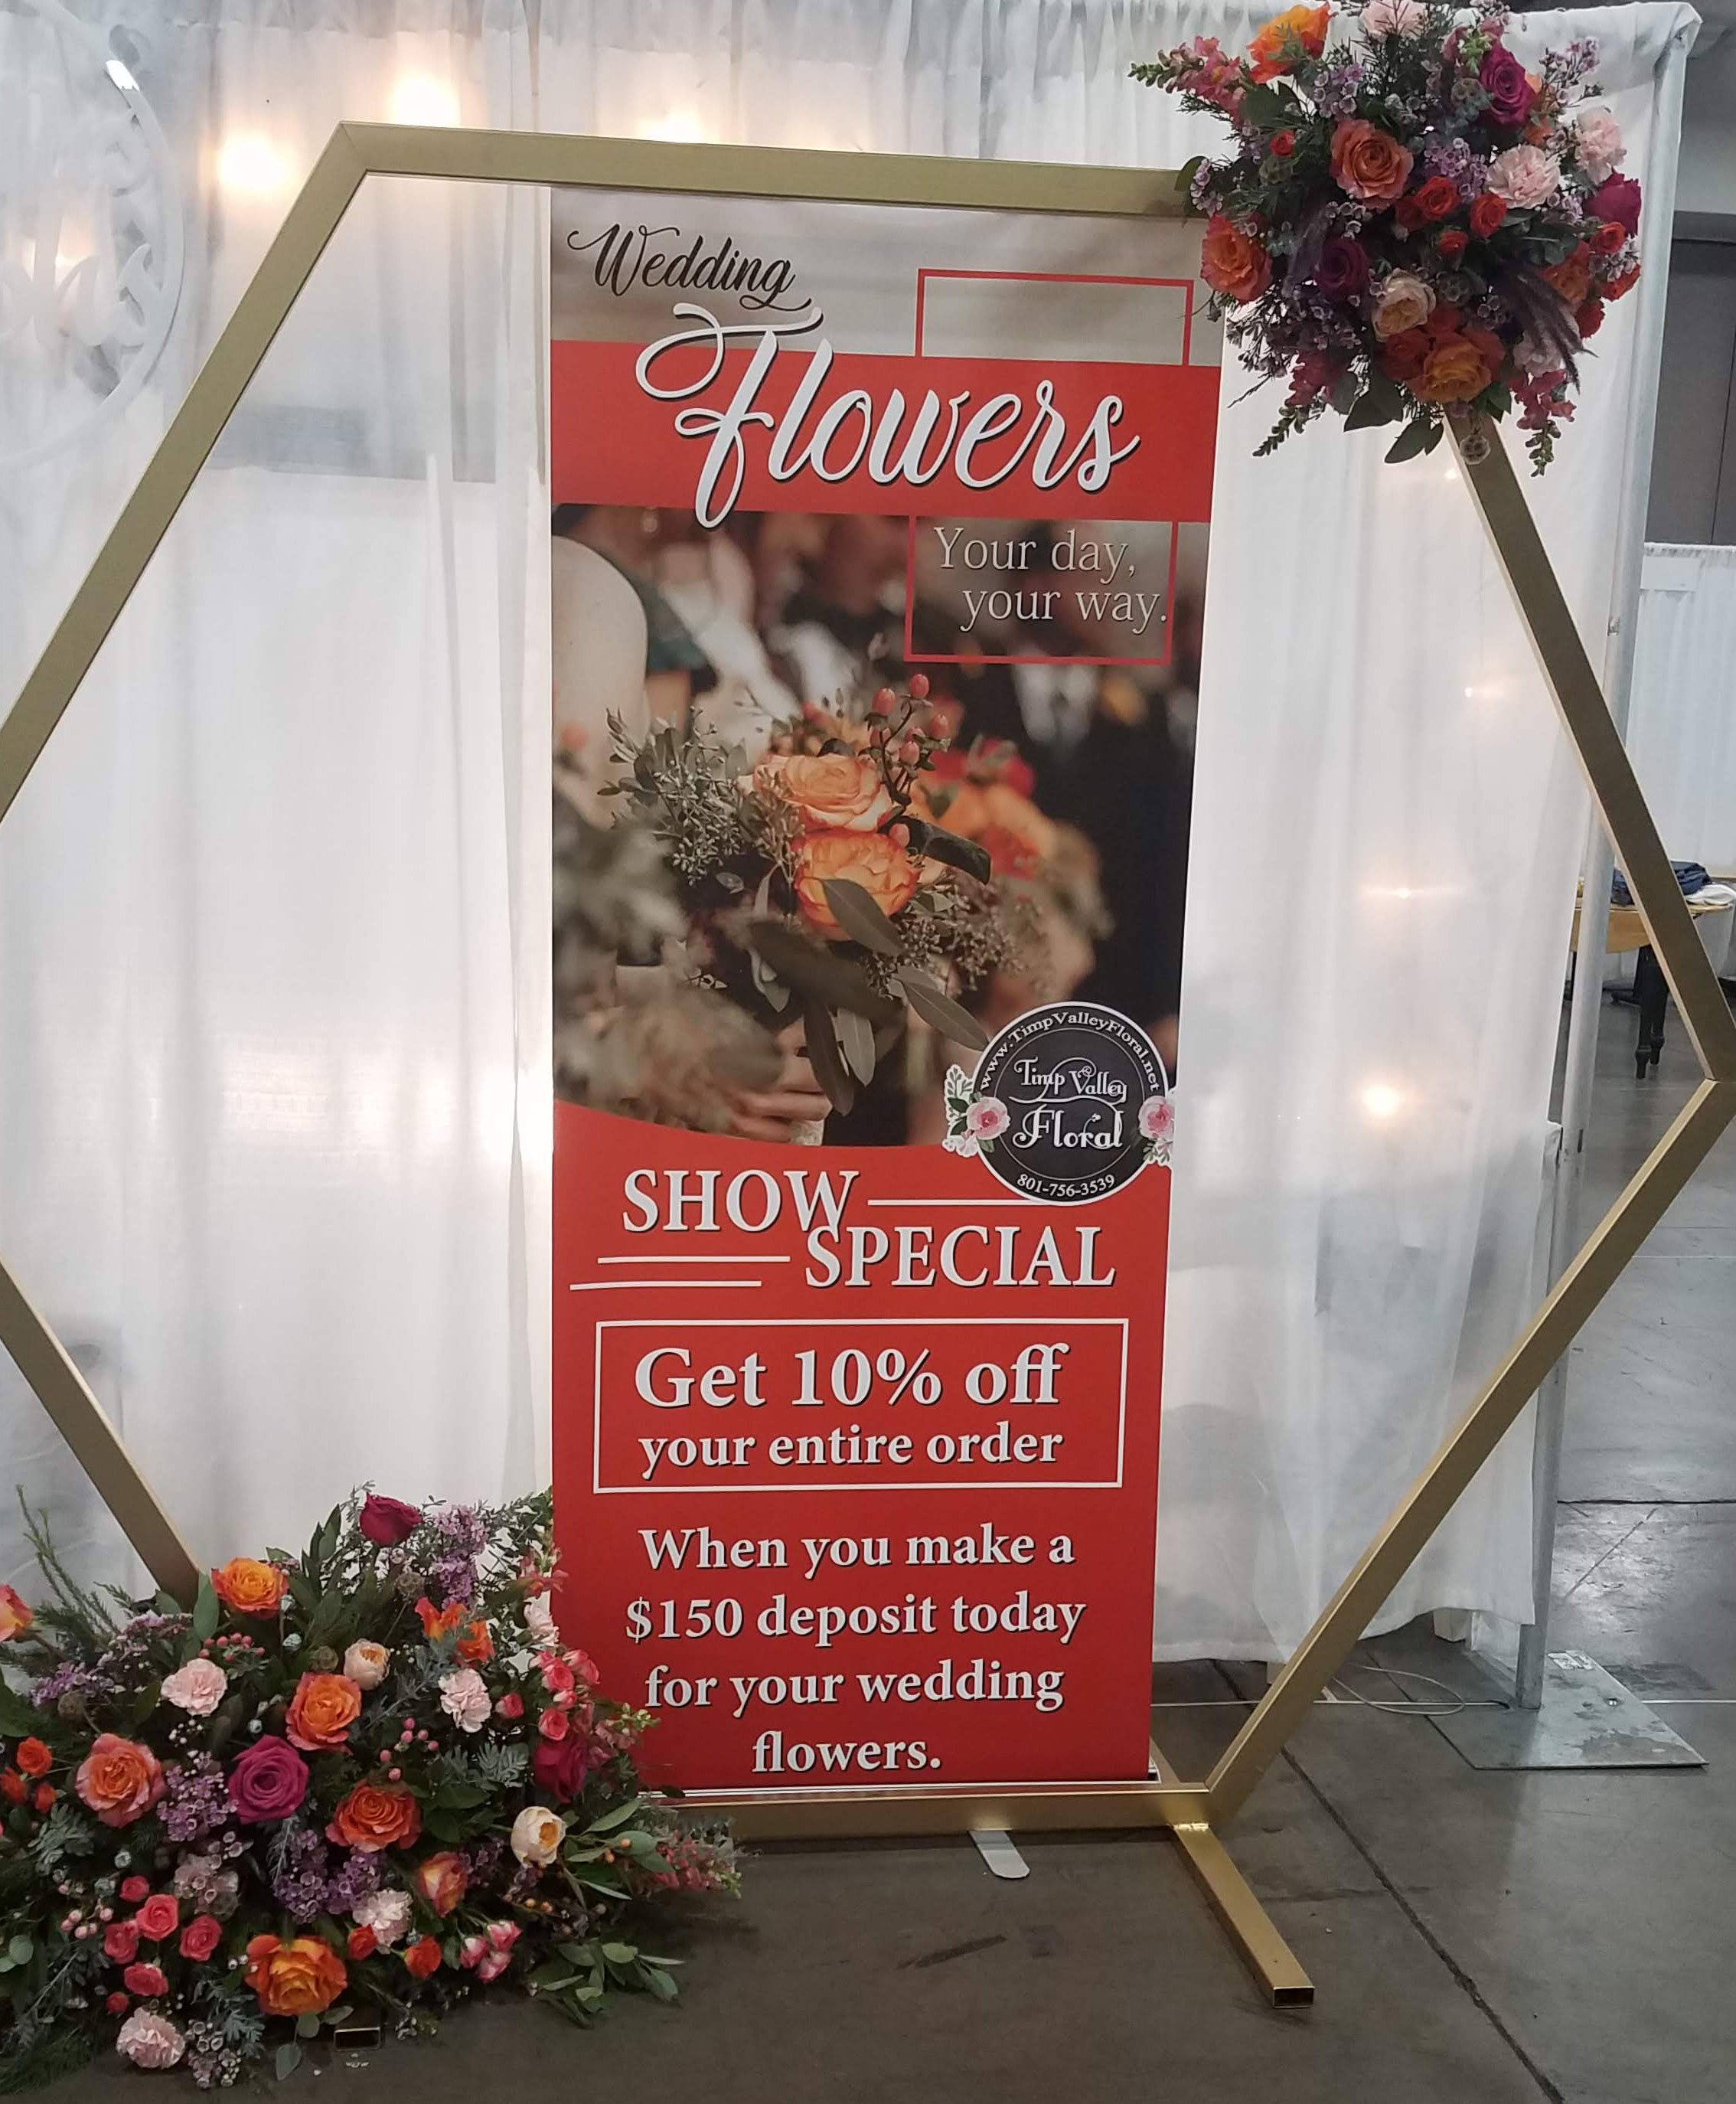 Wedding
Flowers
Your day,
your way.
www.TimpValleyFloral.net
Timp Valley
Floral
801-756-3539
SHOW
SPECIAL
Get 10% off
your entire order
When you make a
$150 deposit today
for your wedding
flowers.